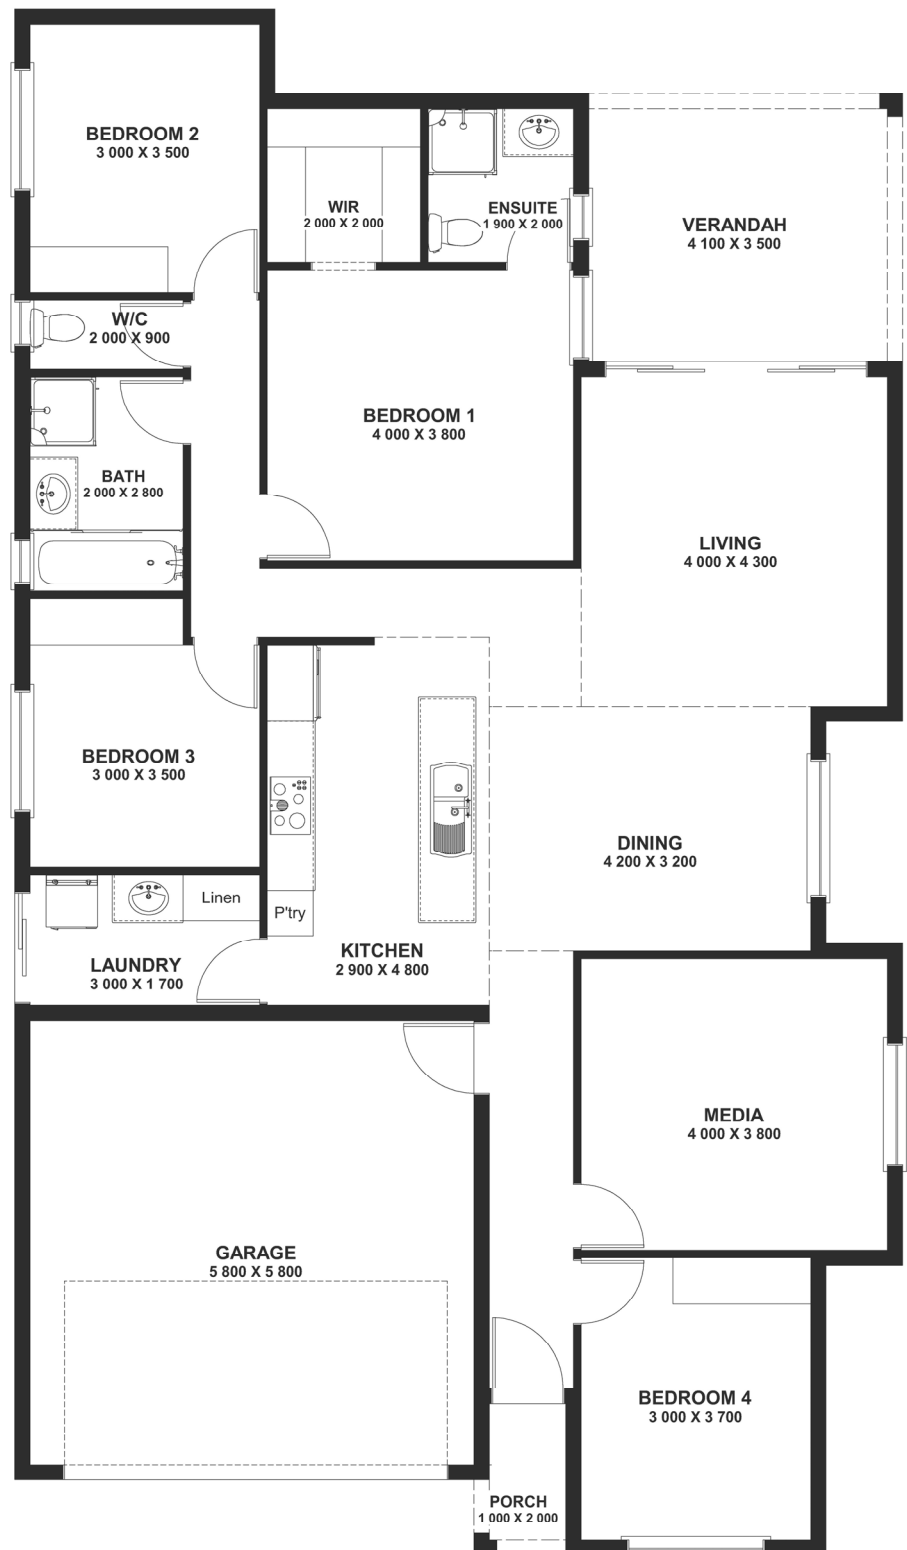 BEDROOM 2
3 000 X 3 500
WIR
2 000 X 2 000
ENSUITE
1 900 X 2 000
VERANDAH
4 100 X 3 500
W/C
2 000 X 900
BEDROOM 1
4 000 X 3 800
BATH
2 000 X 2 800
LIVING
4 000 X 4 300
BEDROOM 3
3 000 X 3 500
DINING
4 200 X 3 200
Linen
P'try
KITCHEN
2 900 X 4 800
LAUNDRY
3 000 X 1 700
MEDIA
4 000 X 3 800
GARAGE
5 800 X 5 800
BEDROOM 4
3 000 X 3 700
PORCH
1 000 X 2 000